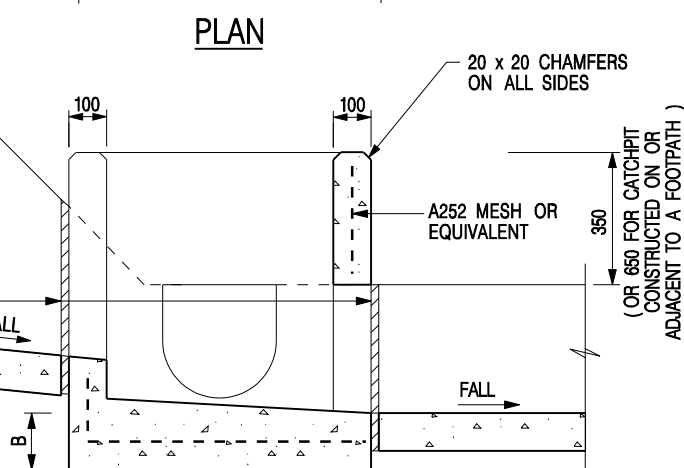 PLAN
20 x 20 CHAMFERS
ON ALL SIDES
100
100
A252 MESH OR
EQUIVALENT
350
(OR 650 FOR CATCHPIT
CONSTRUCTED ON OR
ADJACENT TO A FOOTPATH )
ALL
FALL
B